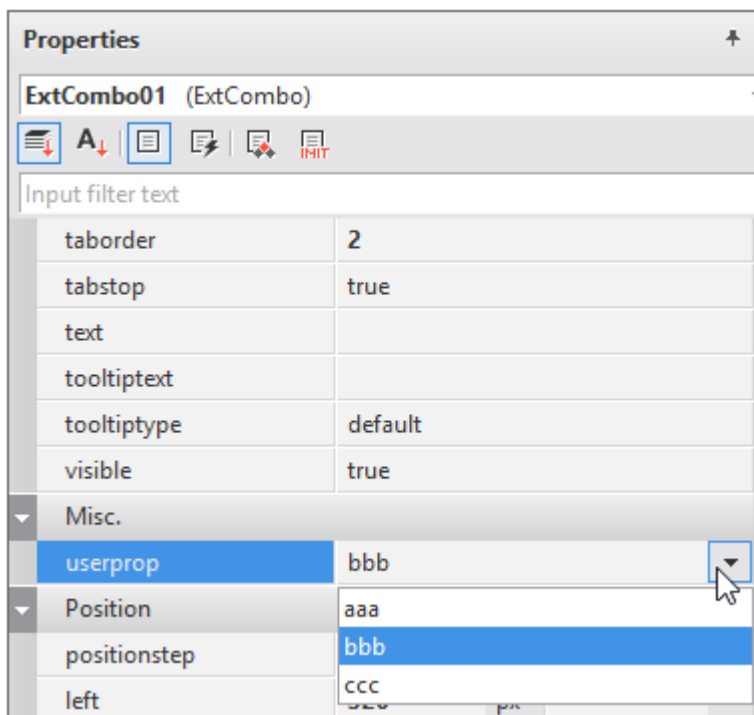 Properties
ExtCombo01 (ExtCombo)
A
INIT
Input filter text
taborder 2
tabstop true
text
tooltiptext
tooltiptype default
visible true
Misc.
userprop bbb
Position aaa
positionstep bbb
left ccc